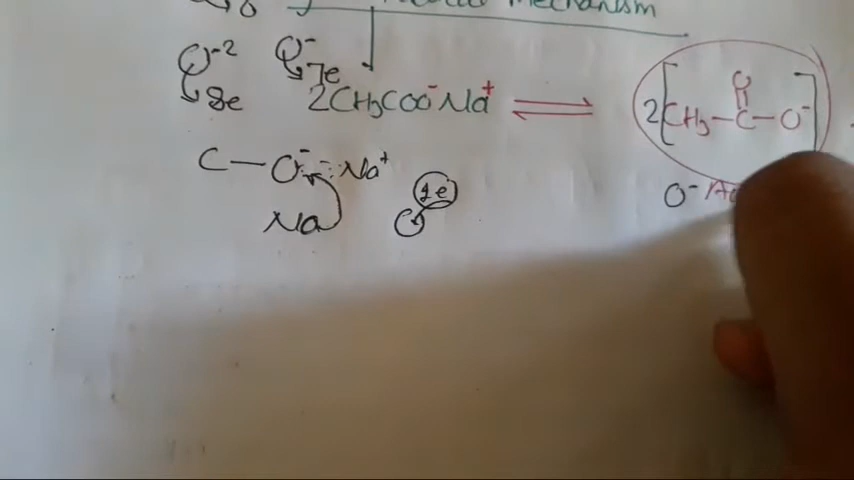 Mechanism
O⁻² O⁻
8e 7e
2CH₃COO⁻Na⁺ ⇌ 2[CH₃—C(=O)—O⁻]
C—O⁻ Na⁺
Na O 1e
O⁻